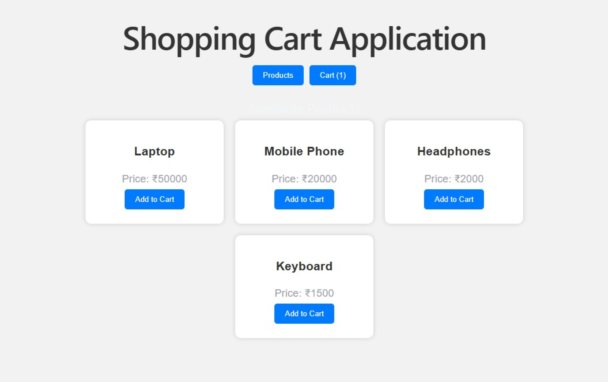 Shopping Cart Application
Products Cart (1)
Laptop Mobile Phone Headphones
Price: ₹50000 Price: ₹20000 Price: ₹2000
Add to Cart Add to Cart Add to Cart
Keyboard
Price: ₹1500
Add to Cart